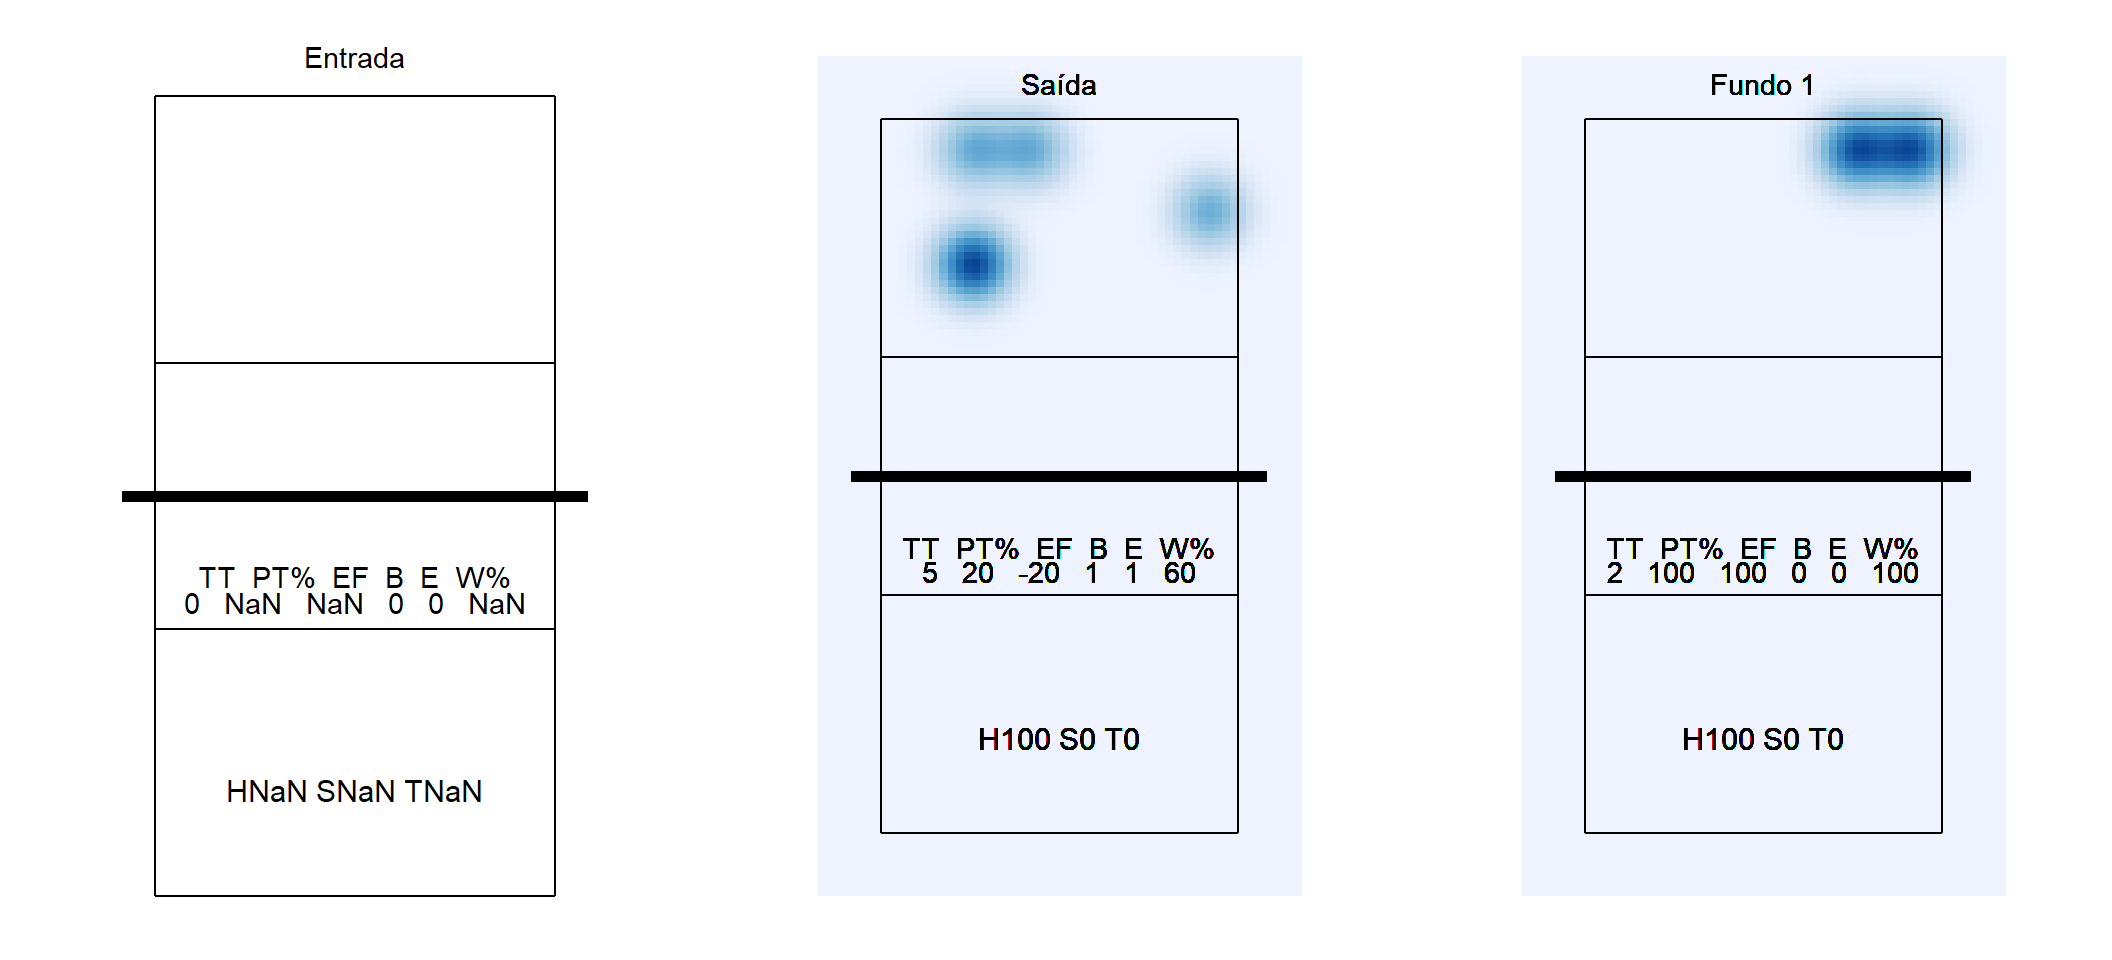 Entrada
TT PT% EF B E W%
0 NaN NaN 0 0 NaN
HNaN SNaN TNaN
Saída
TT PT% EF B E W%
5 20 -20 1 1 60
H100 S0 T0
Fundo 1
TT PT% EF B E W%
2 100 100 0 0 100
H100 S0 T0